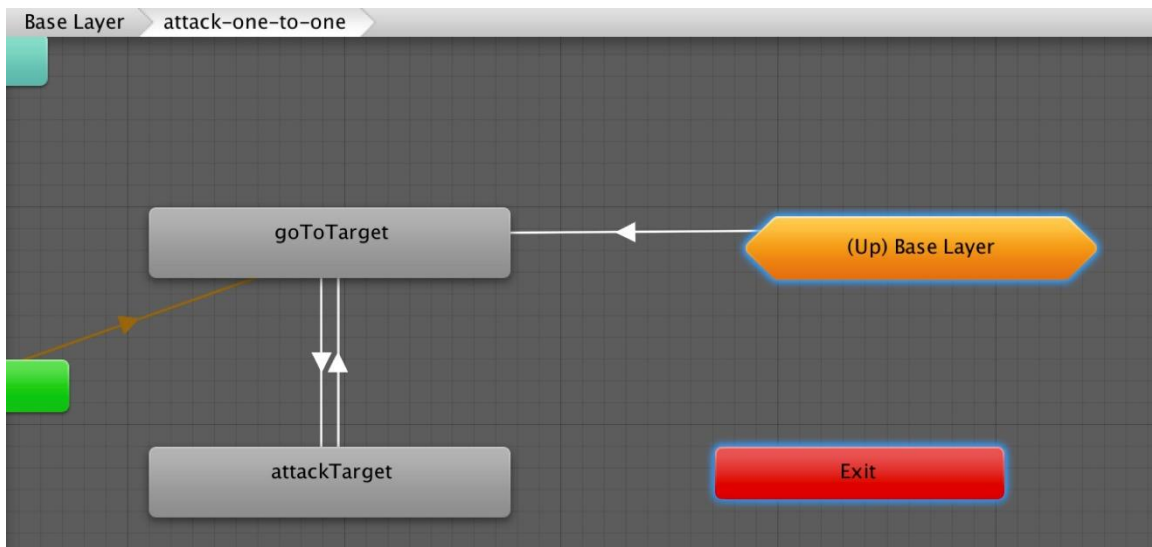 Base Layer
attack-one-to-one
goToTarget
(Up) Base Layer
attackTarget
Exit